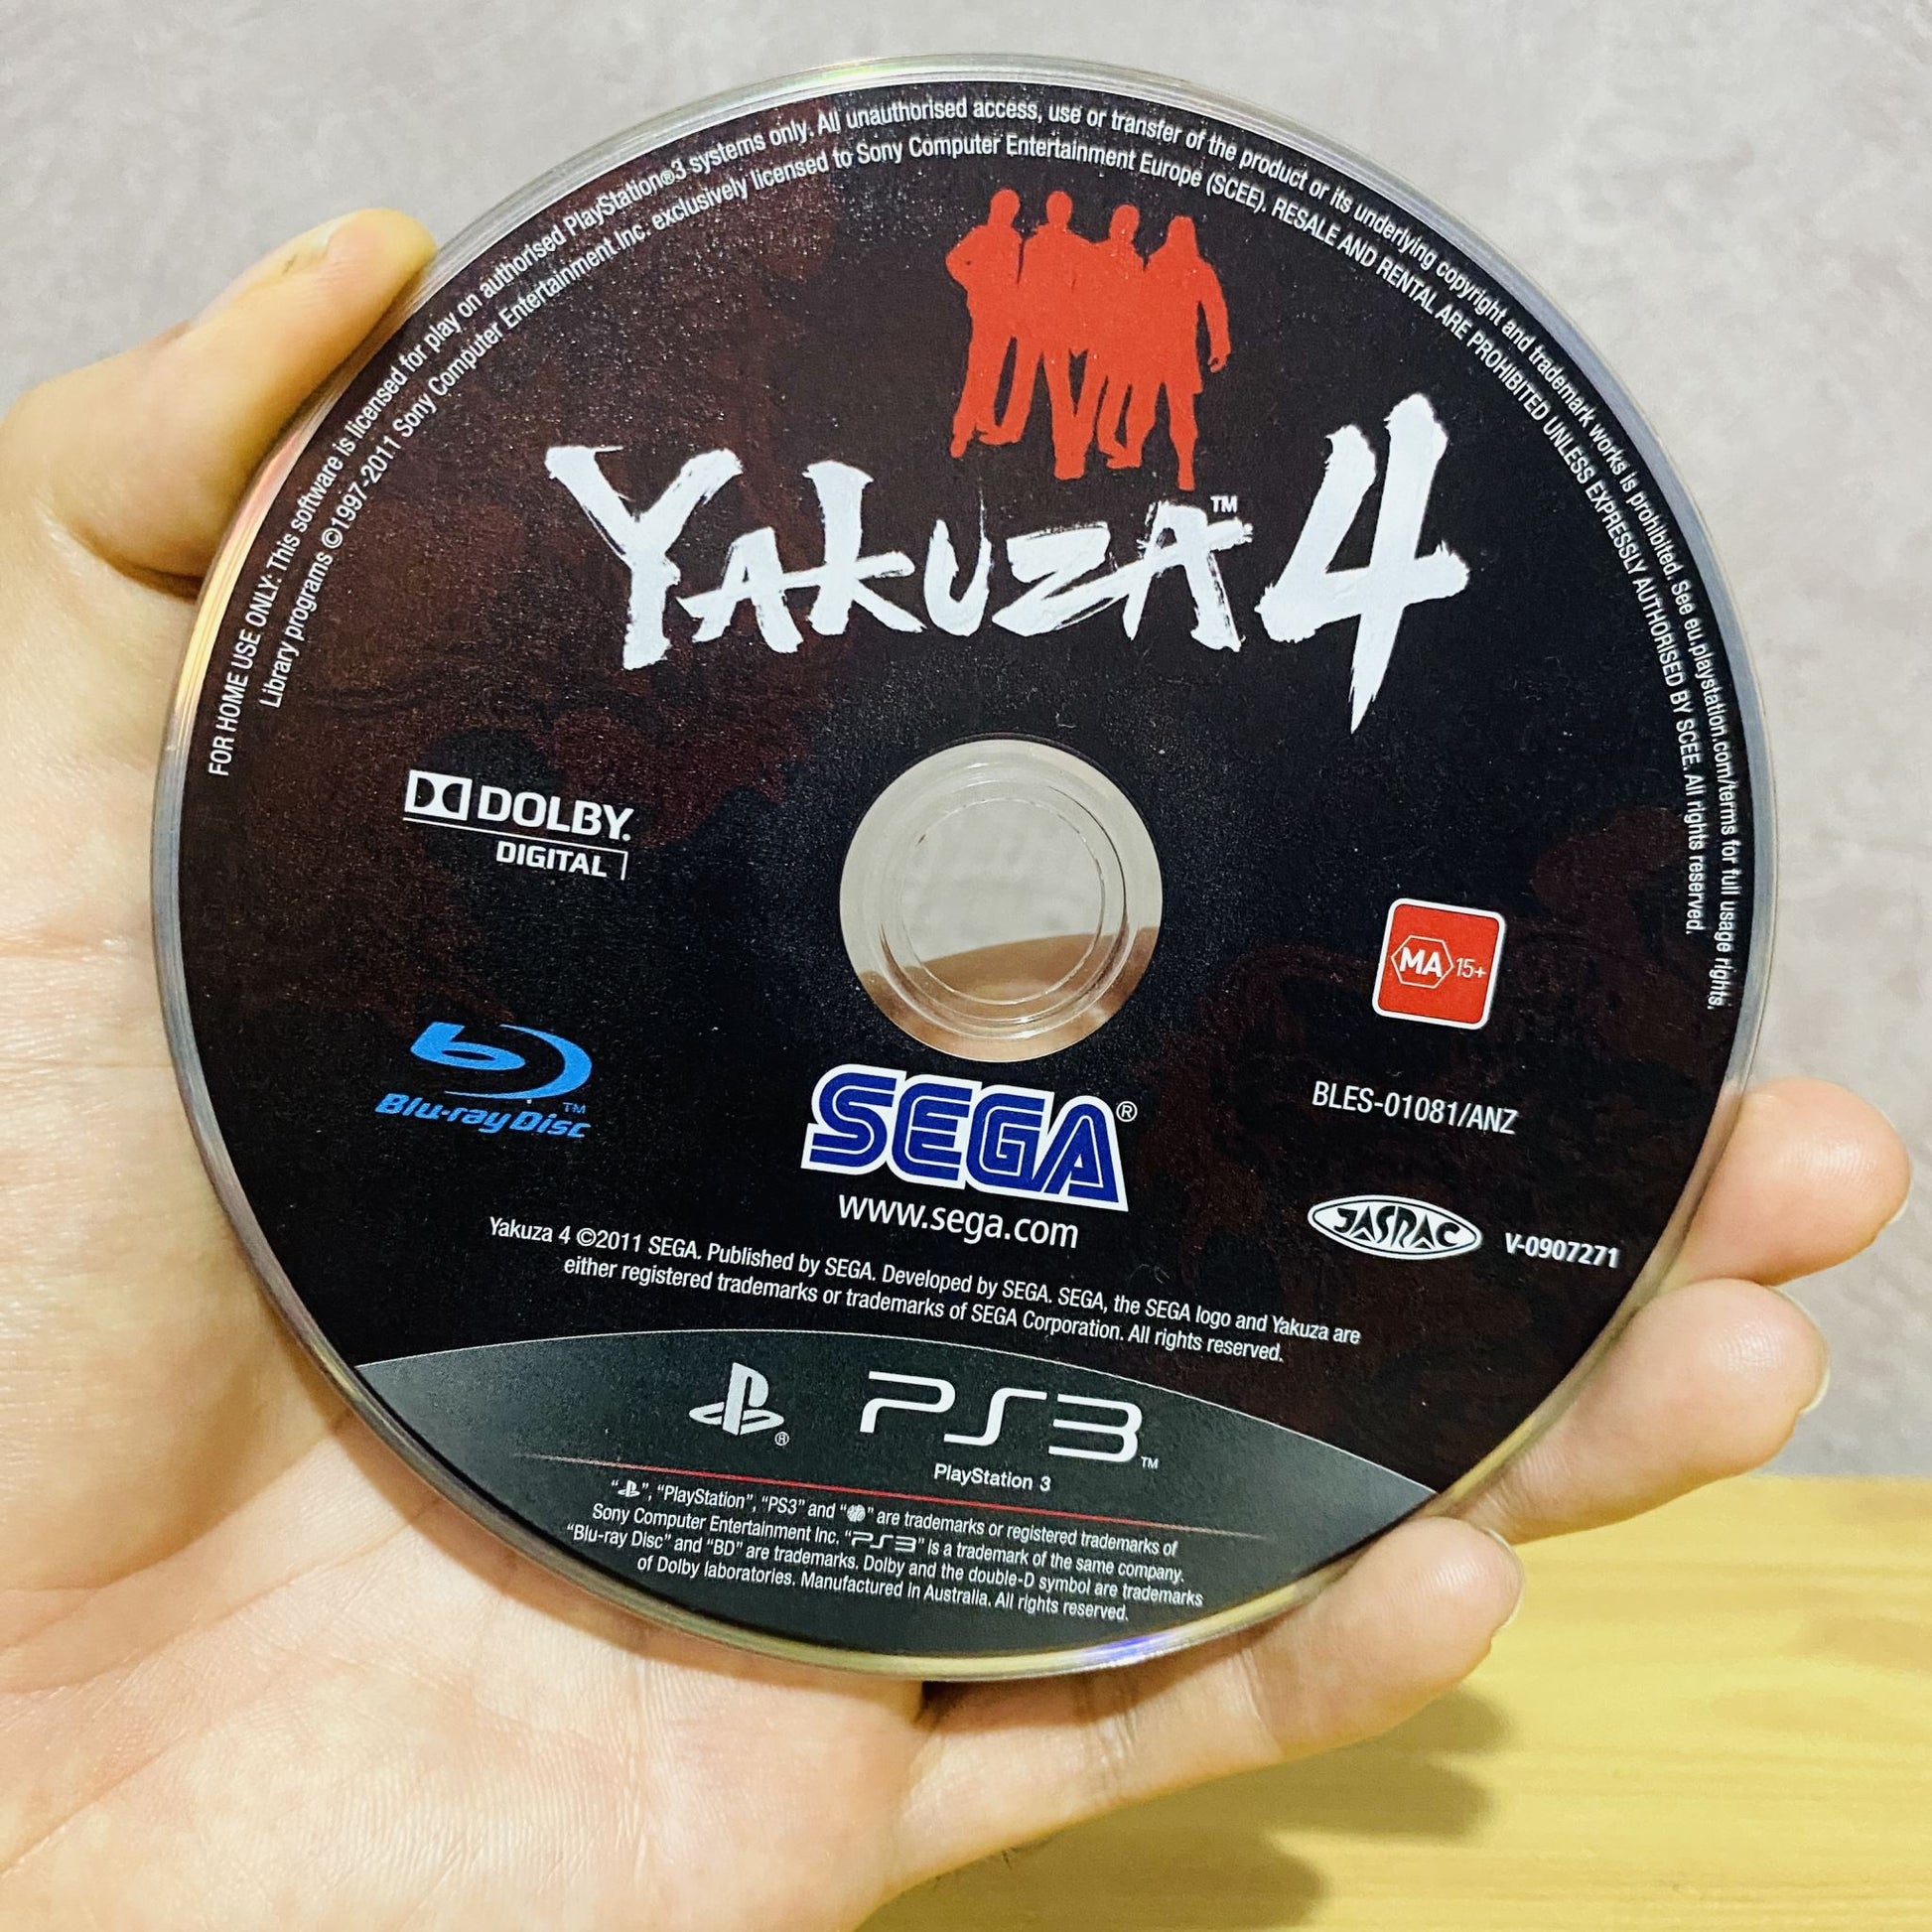 FOR HOME USE ONLY: This software is licensed for play on authorised PlayStation®3 systems only. All unauthorised access, use or transfer of the product or its underlying copyright and trademark works is prohibited. See eu.playstation.com/terms for full usage rights.
Library programs ©1997-2011 Sony Computer Entertainment Inc. exclusively licensed to Sony Computer Entertainment Europe (SCEE). RESALE AND RENTAL ARE PROHIBITED UNLESS EXPRESSLY AUTHORISED BY SCEE. All rights reserved.
YAKUZA™ 4
DOLBY.
DIGITAL
MA 15+
Blu-ray Disc™
SEGA®
www.sega.com
BLES-01081/ANZ
JASRAC V-0907271
Yakuza 4 ©2011 SEGA. Published by SEGA. Developed by SEGA. SEGA, the SEGA logo and Yakuza are
either registered trademarks or trademarks of SEGA Corporation. All rights reserved.
® PS3™
PlayStation 3
“ ”, “PlayStation”, “PS3” and “ ” are trademarks or registered trademarks of
Sony Computer Entertainment Inc. “PS3” is a trademark of the same company.
“Blu-ray Disc” and “BD” are trademarks. Dolby and the double-D symbol are trademarks
of Dolby laboratories. Manufactured in Australia. All rights reserved.